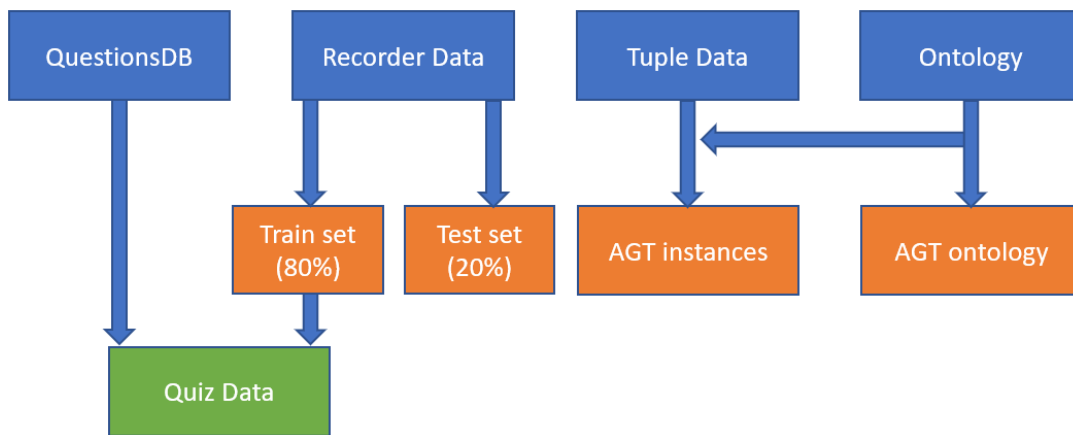 QuestionsDB
Recorder Data
Tuple Data
Ontology
Train set
(80%)
Test set
(20%)
AGT instances
AGT ontology
Quiz Data